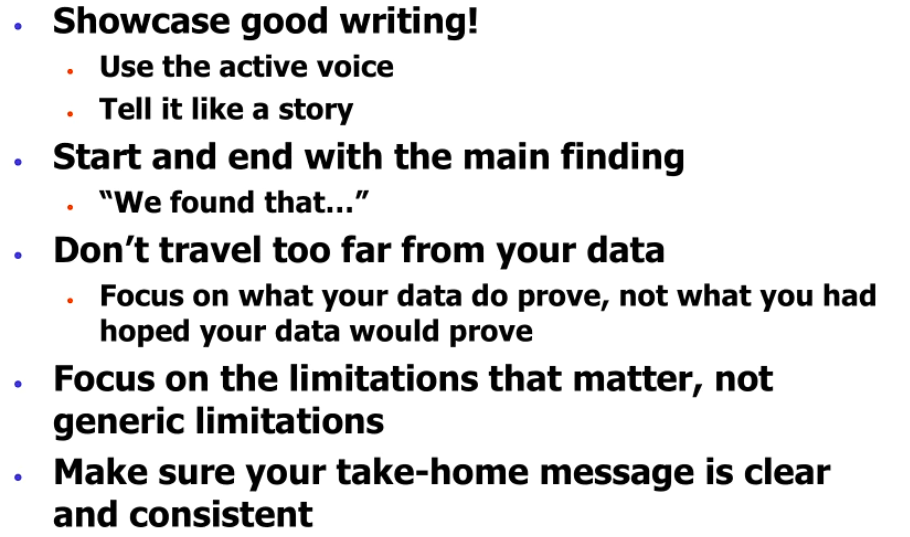 • Showcase good writing!
• Use the active voice
• Tell it like a story
• Start and end with the main finding
• “We found that…”
• Don’t travel too far from your data
• Focus on what your data do prove, not what you had
hoped your data would prove
• Focus on the limitations that matter, not
generic limitations
• Make sure your take-home message is clear
and consistent